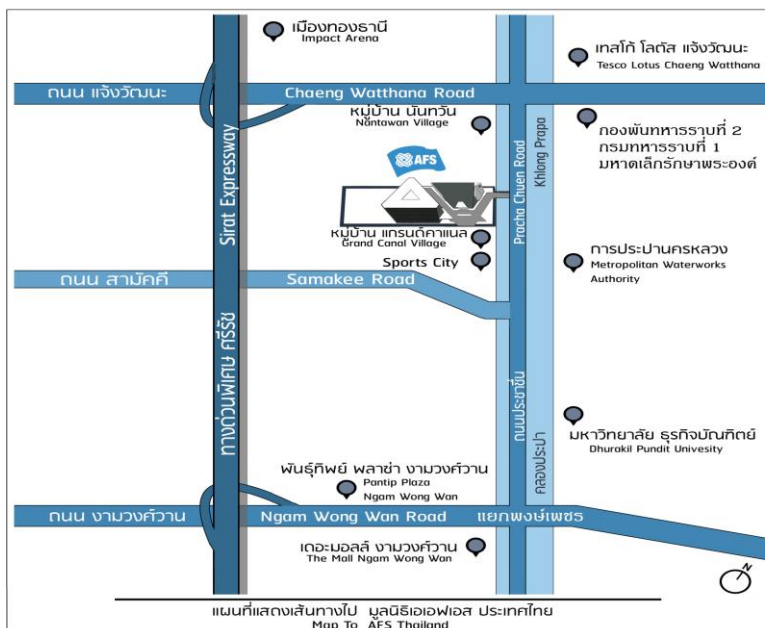 เมืองทองธานี
Impact Arena
เทสโก้ โลตัส แจ้งวัฒนะ
Tesco Lotus Chaeng Watthana
ถนน แจ้งวัฒนะ
Chaeng Watthana Road
หมู่บ้าน นันทวัน
Nantawan Village
กองพันทหารราบที่ 2
กรมทหารราบที่ 1
มหาดเล็กรักษาพระองค์
AFS
Sirat Expressway
Pracha Chuen Road
Khlong Prapa
หมู่บ้าน แกรนด์คาแนล
Grand Canal Village
Sports City
การประปานครหลวง
Metropolitan Waterworks
Authority
ถนน สามัคคี
Samakee Road
ทางด่วนพิเศษ ศรีรัช
ถนนประชาชื่น
คลองประปา
มหาวิทยาลัย ธุรกิจบัณฑิตย์
Dhurakil Pundit Univesity
พันธุ์ทิพย์ พลาซ่า งามวงศ์วาน
Pantip Plaza
Ngam Wong Wan
ถนน งามวงศ์วาน
Ngam Wong Wan Road
แยกพงษ์เพชร
เดอะมอลล์ งามวงศ์วาน
The Mall Ngam Wong Wan
N
แผนที่แสดงเส้นทางไป มูลนิธิเอเอฟเอส ประเทศไทย
Map To AFS Thailand